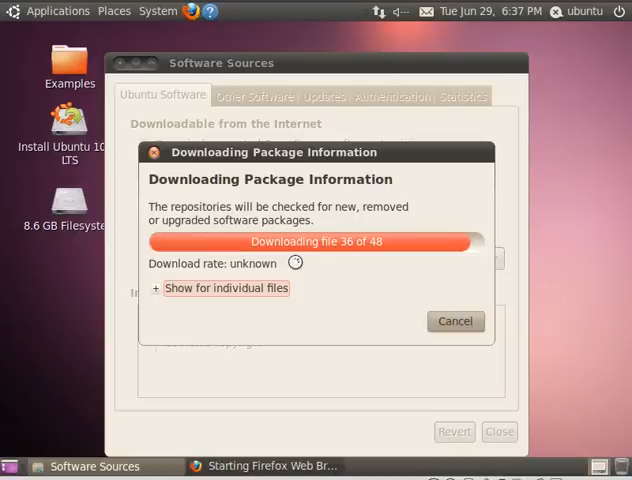 Applications Places System
Tue Jun 29, 6:37 PM
ubuntu
Examples
Install Ubuntu 10
LTS
8.6 GB Filesyste
Software Sources
Ubuntu Software
Other Software
Updates
Authentication
Statistics
Downloadable from the Internet
Downloading Package Information
Downloading Package Information
The repositories will be checked for new, removed
or upgraded software packages.
Downloading file 36 of 48
Download rate: unknown
+ Show for individual files
Cancel
Revert
Close
Software Sources
Starting Firefox Web Br...